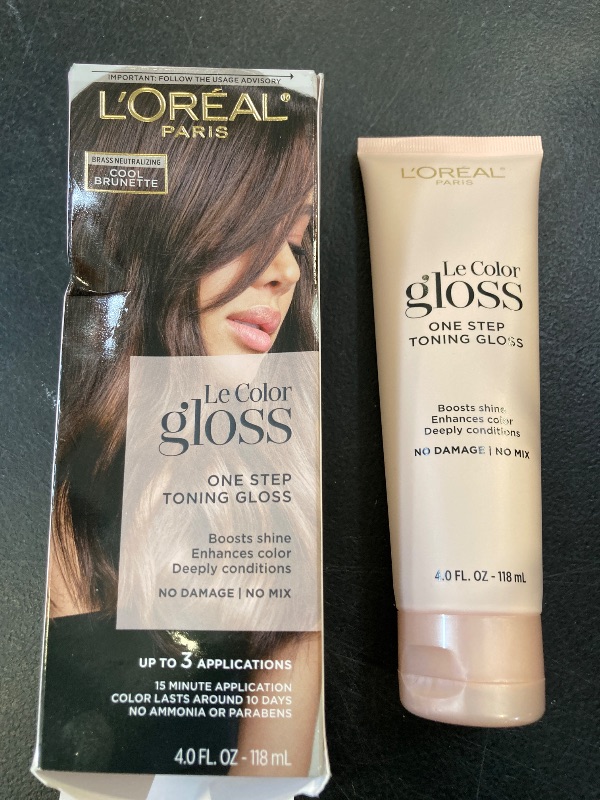 IMPORTANT: FOLLOW THE USAGE ADVISORY
L'ORÉAL®
PARIS
BRASS NEUTRALIZING
COOL
BRUNETTE
Le Color
gloss
ONE STEP
TONING GLOSS
Boosts shine
Enhances color
Deeply conditions
NO DAMAGE | NO MIX
UP TO 3 APPLICATIONS
15 MINUTE APPLICATION
COLOR LASTS AROUND 10 DAYS
NO AMMONIA OR PARABENS
4.0 FL. OZ - 118 mL
L'ORÉAL®
PARIS
Le Color
gloss
ONE STEP
TONING GLOSS
Boosts shine
Enhances color
Deeply conditions
NO DAMAGE | NO MIX
4.0 FL. OZ - 118 mL